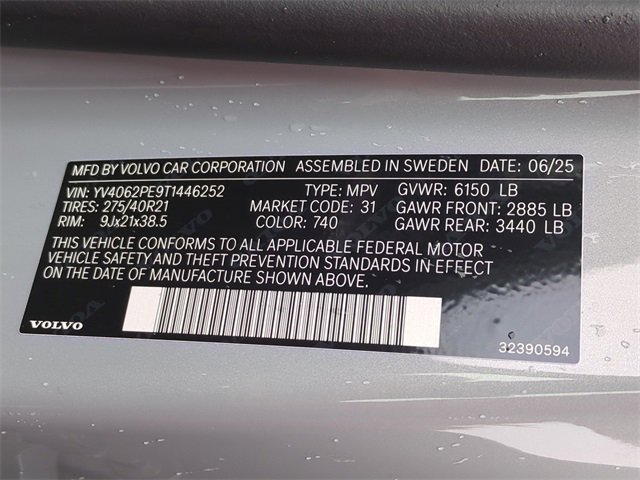 MFD BY VOLVO CAR CORPORATION ASSEMBLED IN SWEDEN DATE: 06/25
VIN: YV4062PE9T1446252 TYPE: MPV GVWR: 6150 LB
TIRES: 275/40R21 MARKET CODE: 31 GAWR FRONT: 2885 LB
RIM: 9Jx21x38.5 COLOR: 740 GAWR REAR: 3440 LB
THIS VEHICLE CONFORMS TO ALL APPLICABLE FEDERAL MOTOR
VEHICLE SAFETY AND THEFT PREVENTION STANDARDS IN EFFECT
ON THE DATE OF MANUFACTURE SHOWN ABOVE.
VOLVO 32390594